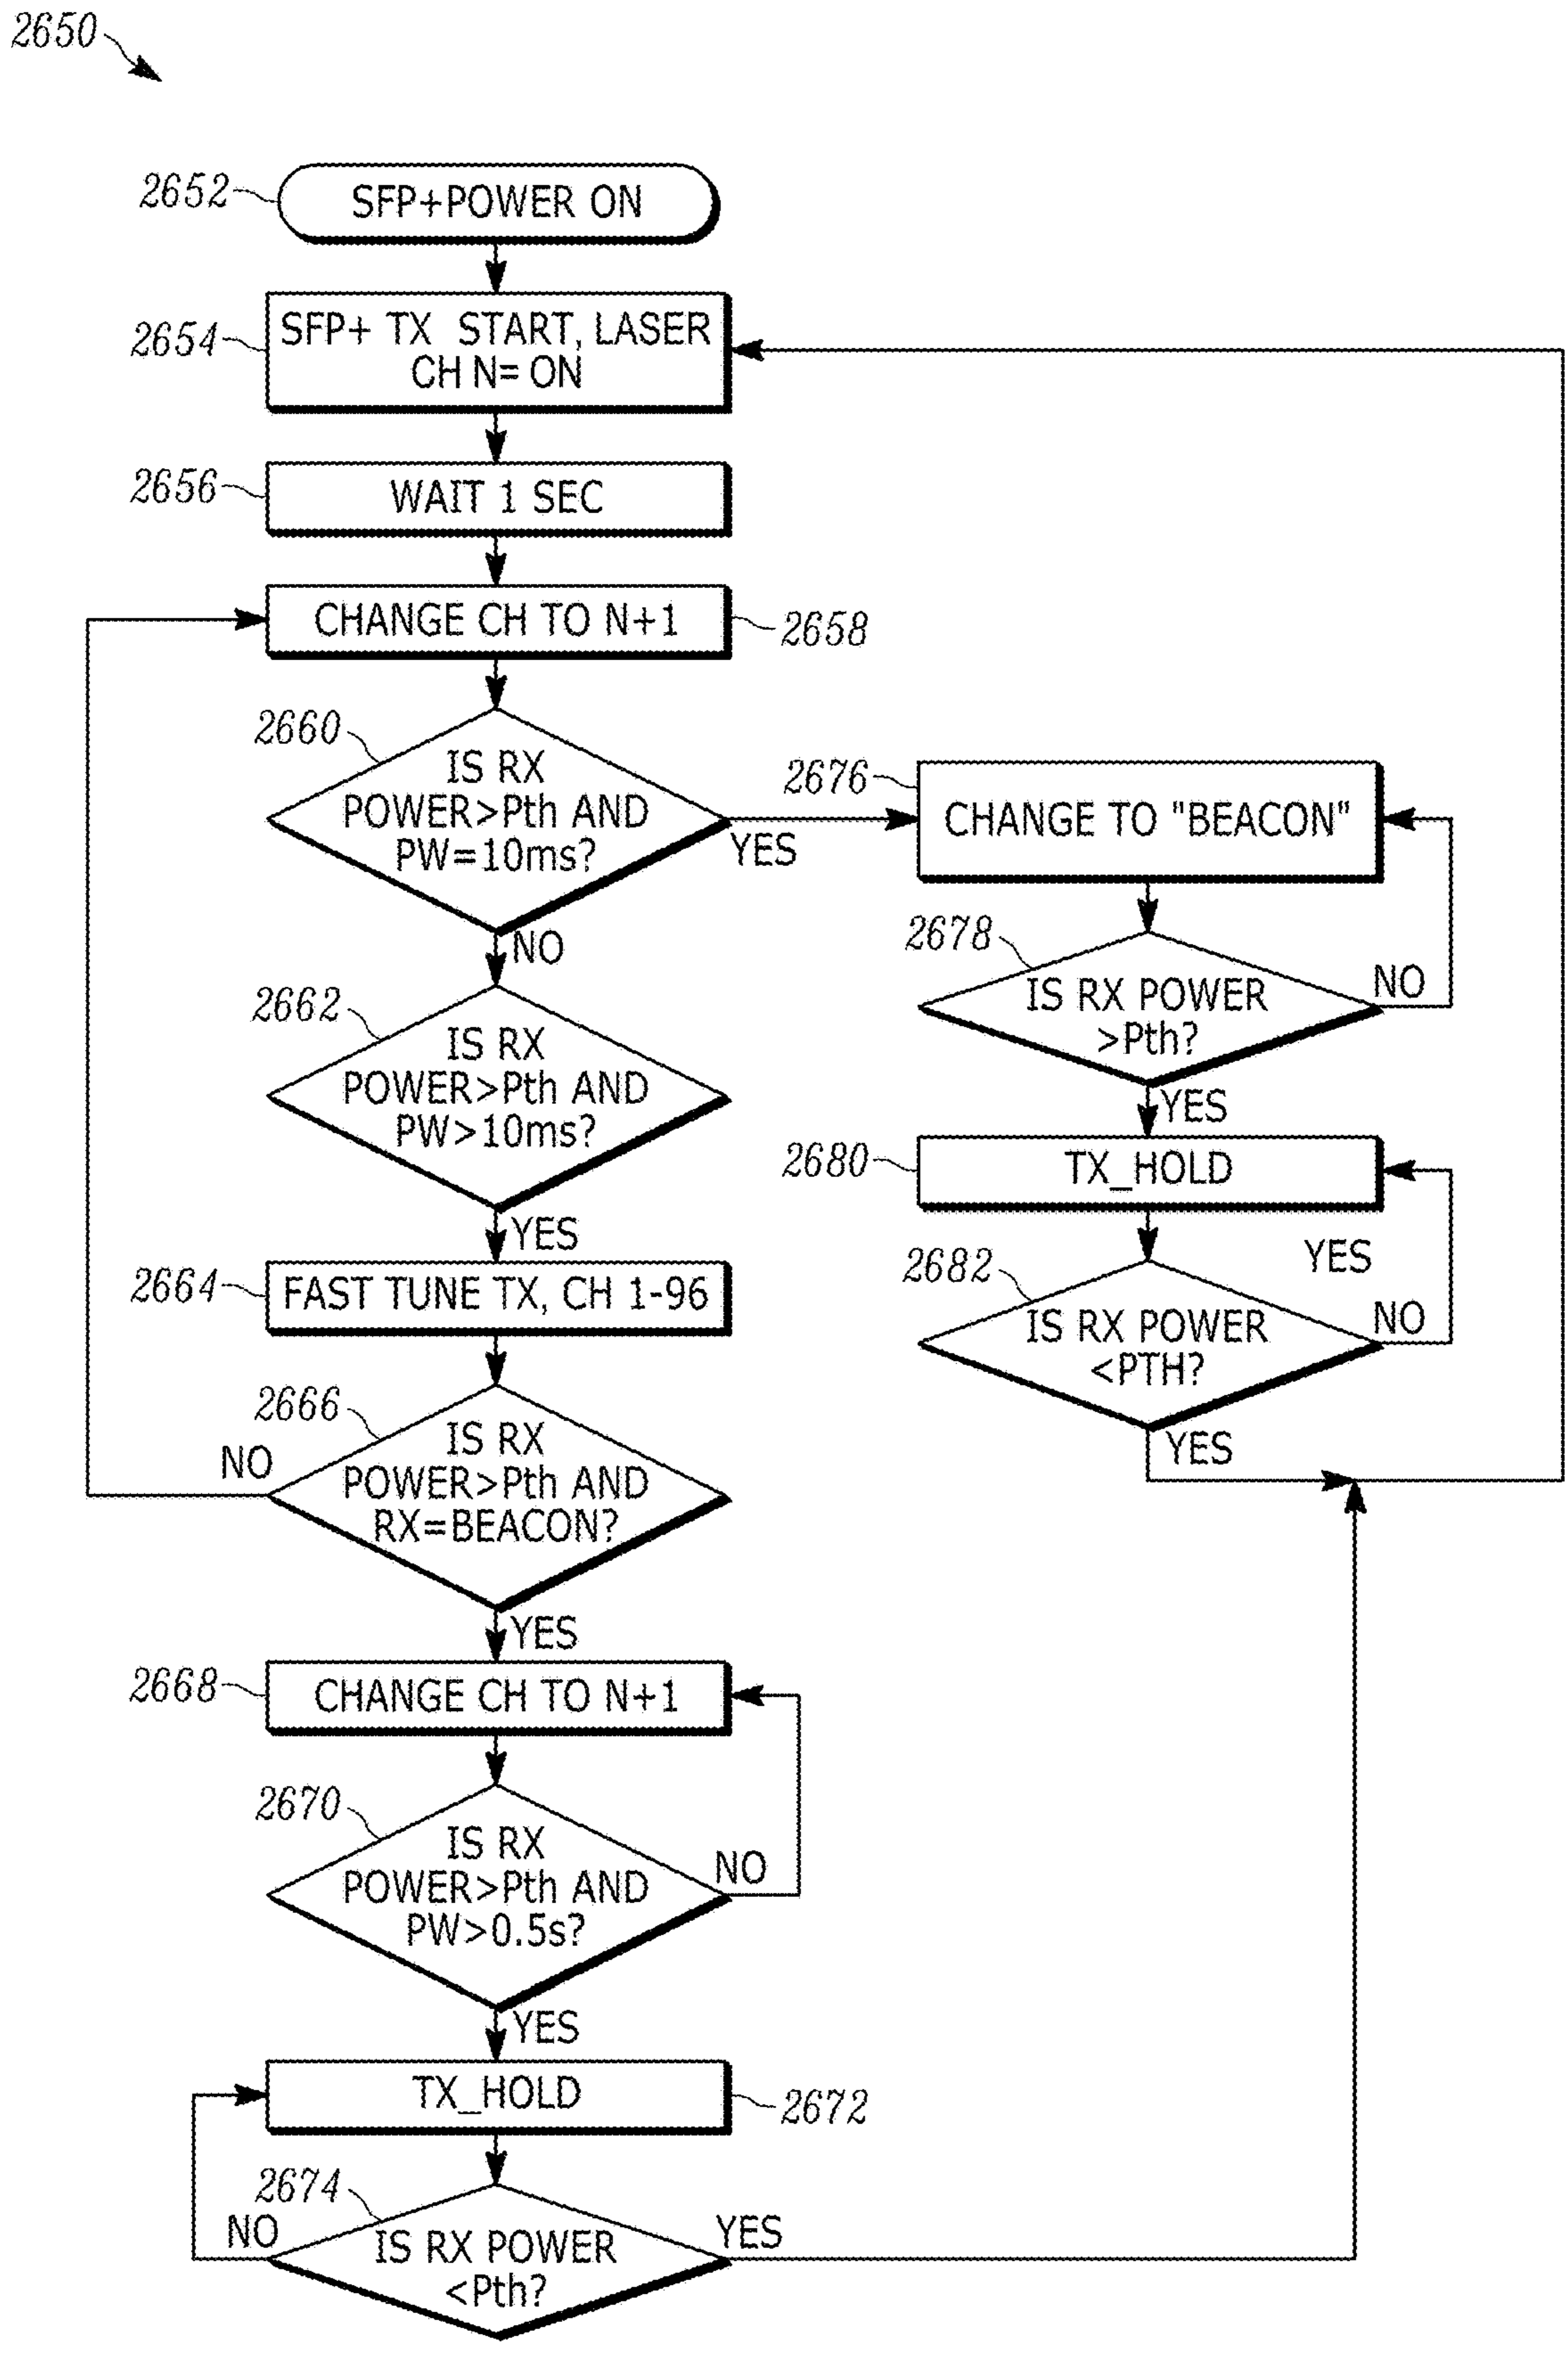 2650
2652
SFP+POWER ON
2654
SFP+ TX START, LASER
CH N= ON
2656
WAIT 1 SEC
CHANGE CH TO N+1
2658
2660
IS RX
POWER>Pth AND
PW=10ms?
YES
NO
2662
IS RX
POWER>Pth AND
PW>10ms?
YES
2664
FAST TUNE TX, CH 1-96
2666
IS RX
POWER>Pth AND
RX=BEACON?
NO
YES
2668
CHANGE CH TO N+1
2670
IS RX
POWER>Pth AND
PW>0.5s?
NO
YES
TX_HOLD
2672
2674
IS RX POWER
<Pth?
NO
YES
2676
CHANGE TO "BEACON"
2678
IS RX POWER
>Pth?
NO
YES
2680
TX_HOLD
YES
2682
IS RX POWER
<PTH?
NO
YES